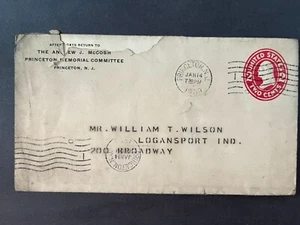 AFTER DAYS RETURN TO
THE ANDREW J. McCOSH
PRINCETON MEMORIAL COMMITTEE
PRINCETON, N. J.
PRINCETON, N.J.
JAN 14
UNITED STATES
TWO CENTS
MR. WILLIAM T. WILSON
LOGANSPORT IND.
200 BROADWAY